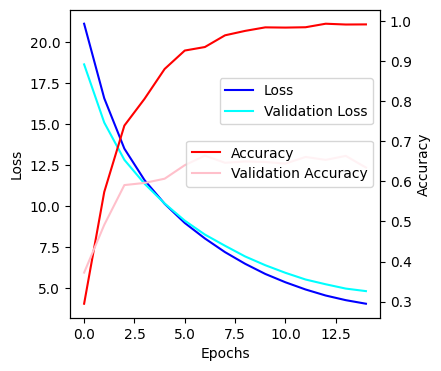 20.0
17.5
15.0
12.5
10.0
7.5
5.0
Loss
1.0
0.9
0.8
0.7
0.6
0.5
0.4
0.3
Accuracy
Loss
Validation Loss
Accuracy
Validation Accuracy
0.0 2.5 5.0 7.5 10.0 12.5
Epochs